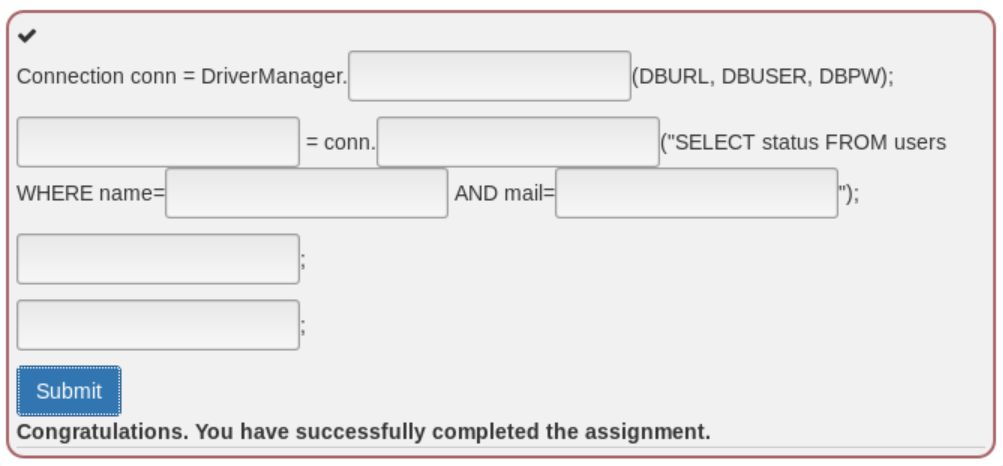 Connection conn = DriverManager. (DBURL, DBUSER, DBPW);
= conn. ("SELECT status FROM users
WHERE name= AND mail= ");
;
;
Submit
Congratulations. You have successfully completed the assignment.